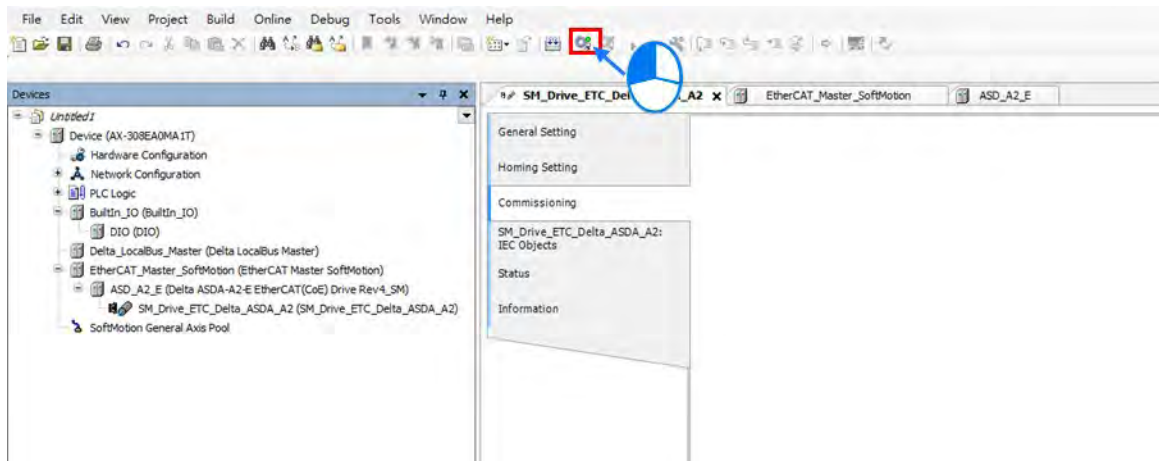 File Edit View Project Build Online Debug Tools Window Help
Devices
Untitled1
Device (AX-308EA0MA1T)
Hardware Configuration
Network Configuration
PLC Logic
BuiltIn_IO (BuiltIn_IO)
DIO (DIO)
Delta_LocalBus_Master (Delta LocalBus Master)
EtherCAT_Master_SoftMotion (EtherCAT Master SoftMotion)
ASD_A2_E (Delta ASDA-A2-E EtherCAT(CoE) Drive Rev4_SM)
SM_Drive_ETC_Delta_ASDA_A2 (SM_Drive_ETC_Delta_ASDA_A2)
SoftMotion General Axis Pool
SM_Drive_ETC_Del _A2 EtherCAT_Master_SoftMotion ASD_A2_E
General Setting
Homing Setting
Commissioning
SM_Drive_ETC_Delta_ASDA_A2:
IEC Objects
Status
Information